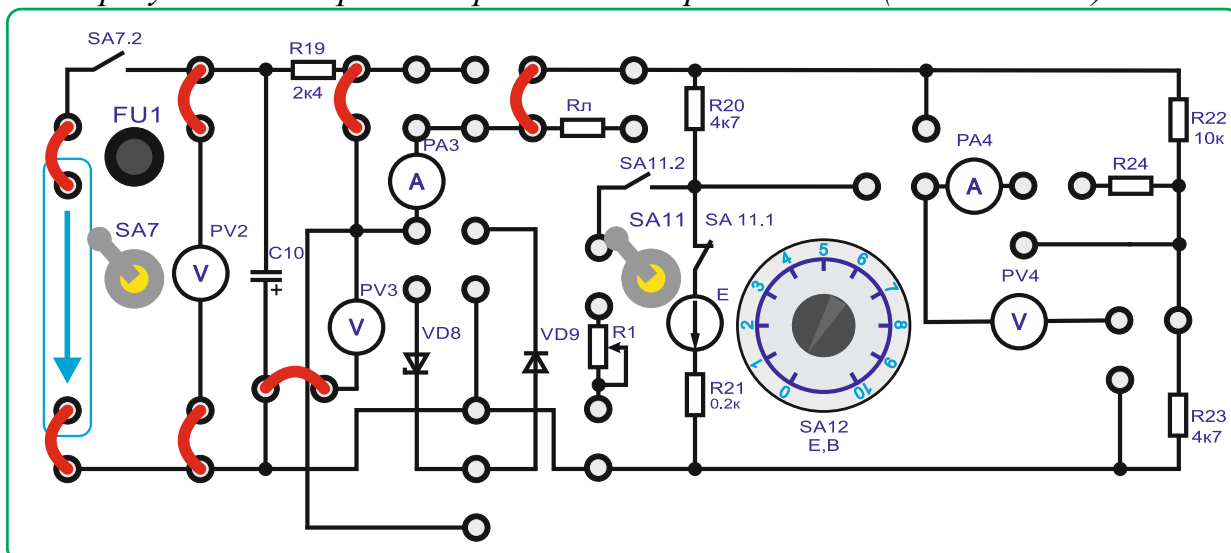 SA7.2
R19
2к4
FU1
PA3
A
Rл
R20
4к7
R22
10к
PA4
A
R24
SA11.2
SA7
PV2
V
C10
+
SA11
SA 11.1
PV4
V
PV3
V
VD8
VD9
R1
E
R21
0.2к
0
1
2
3
4
5
6
7
8
9
10
SA12
E,B
R23
4к7